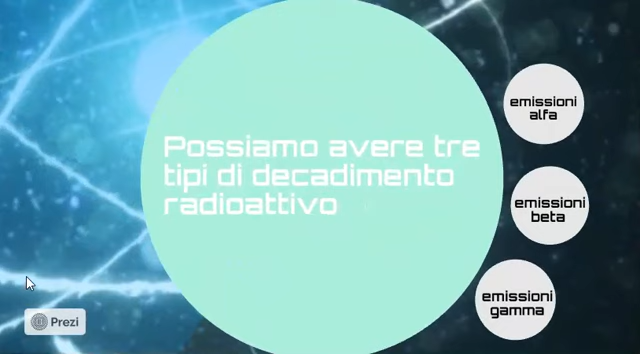 Possiamo avere tre
tipi di decadimento
radioattivo
emissioni
alfa
emissioni
beta
emissioni
gamma
Prezi